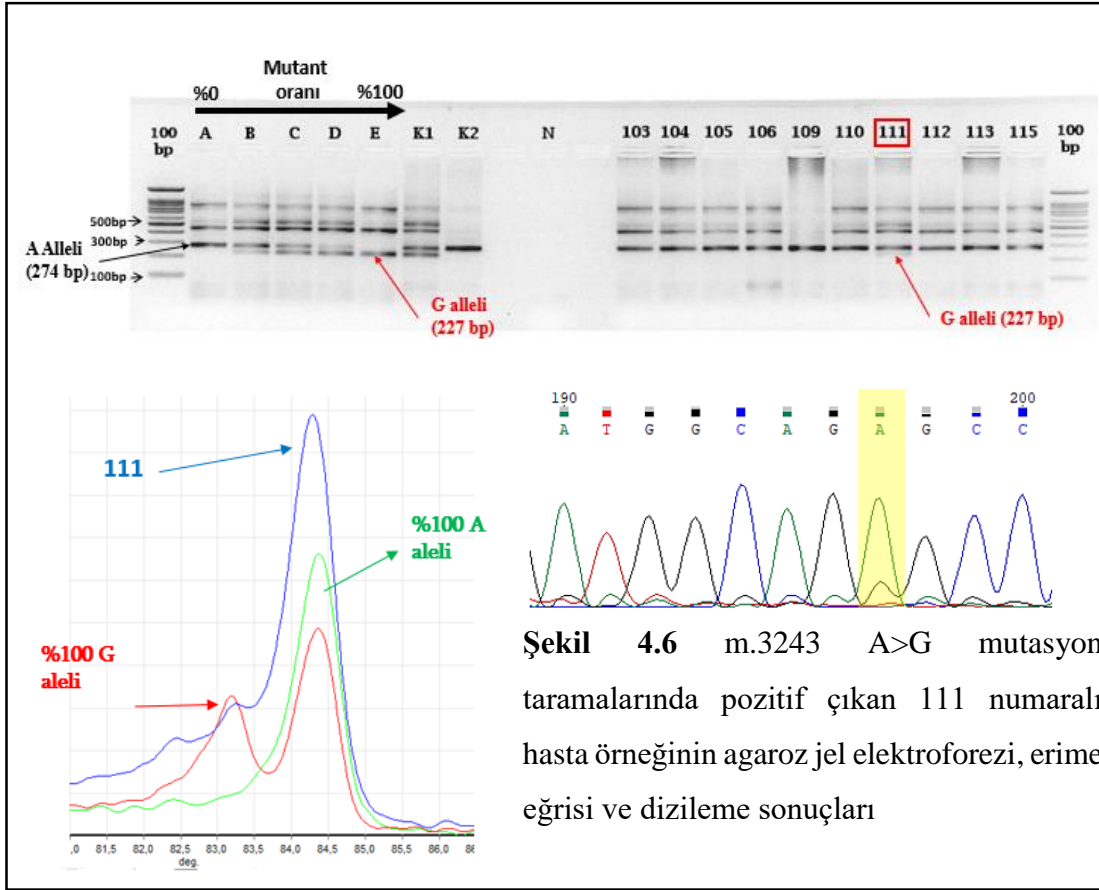 Mutant
%0 oranı %100
100 bp A B C D E K1 K2 N 103 104 105 106 109 110 111 112 113 115 100 bp
500bp
300bp
A Alleli
(274 bp)
100bp
G alleli
(227 bp)
G alleli (227 bp)
111
%100 A
aleli
%100 G
aleli
,0 81,5 82,0 82,5 83,0 83,5 84,0 84,5 85,0 85,5 86,0 86
deg.
190 200
A T G G C A G A G C C
Şekil 4.6 m.3243 A>G mutasyon
taramalarında pozitif çıkan 111 numaralı
hasta örneğinin agaroz jel elektroforezi, erime
eğrisi ve dizileme sonuçları